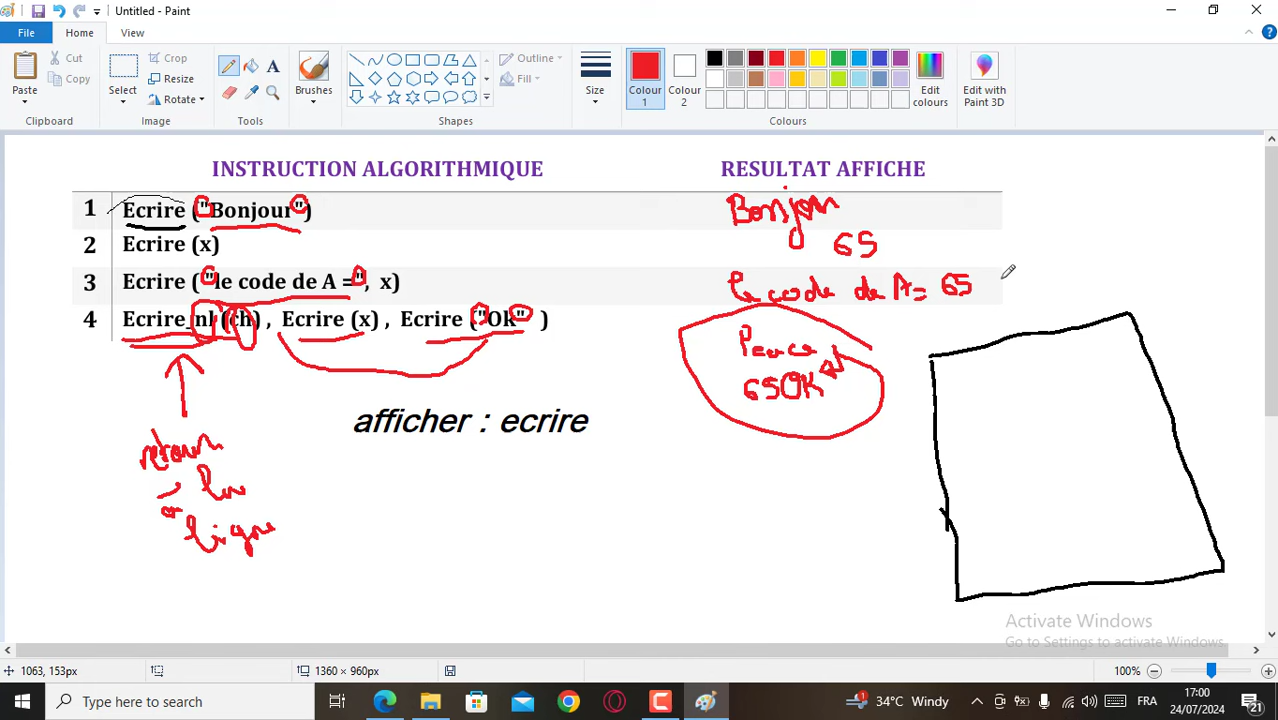 Untitled - Paint
File
Home
View
Paste
Cut
Copy
Clipboard
Select
Crop
Resize
Rotate
Image
Tools
Brushes
Shapes
Outline
Fill
Size
Colour 1
Colour 2
Edit colours
Edit with Paint 3D
Colours
INSTRUCTION ALGORITHMIQUE
RESULTAT AFFICHE
1 Ecrire ("Bonjour") Bonjour
2 Ecrire (x) 65
3 Ecrire ("le code de A =", x) le code de A= 65
4 Ecrire_nl (ch) , Ecrire (x) , Ecrire ("Ok" )
65OK
afficher : ecrire
retour
la
ligne
Activate Windows
Go to Settings to activate Windows.
1063, 153px
1360 × 960px
100%
Type here to search
34°C Windy
FRA
17:00
24/07/2024
21